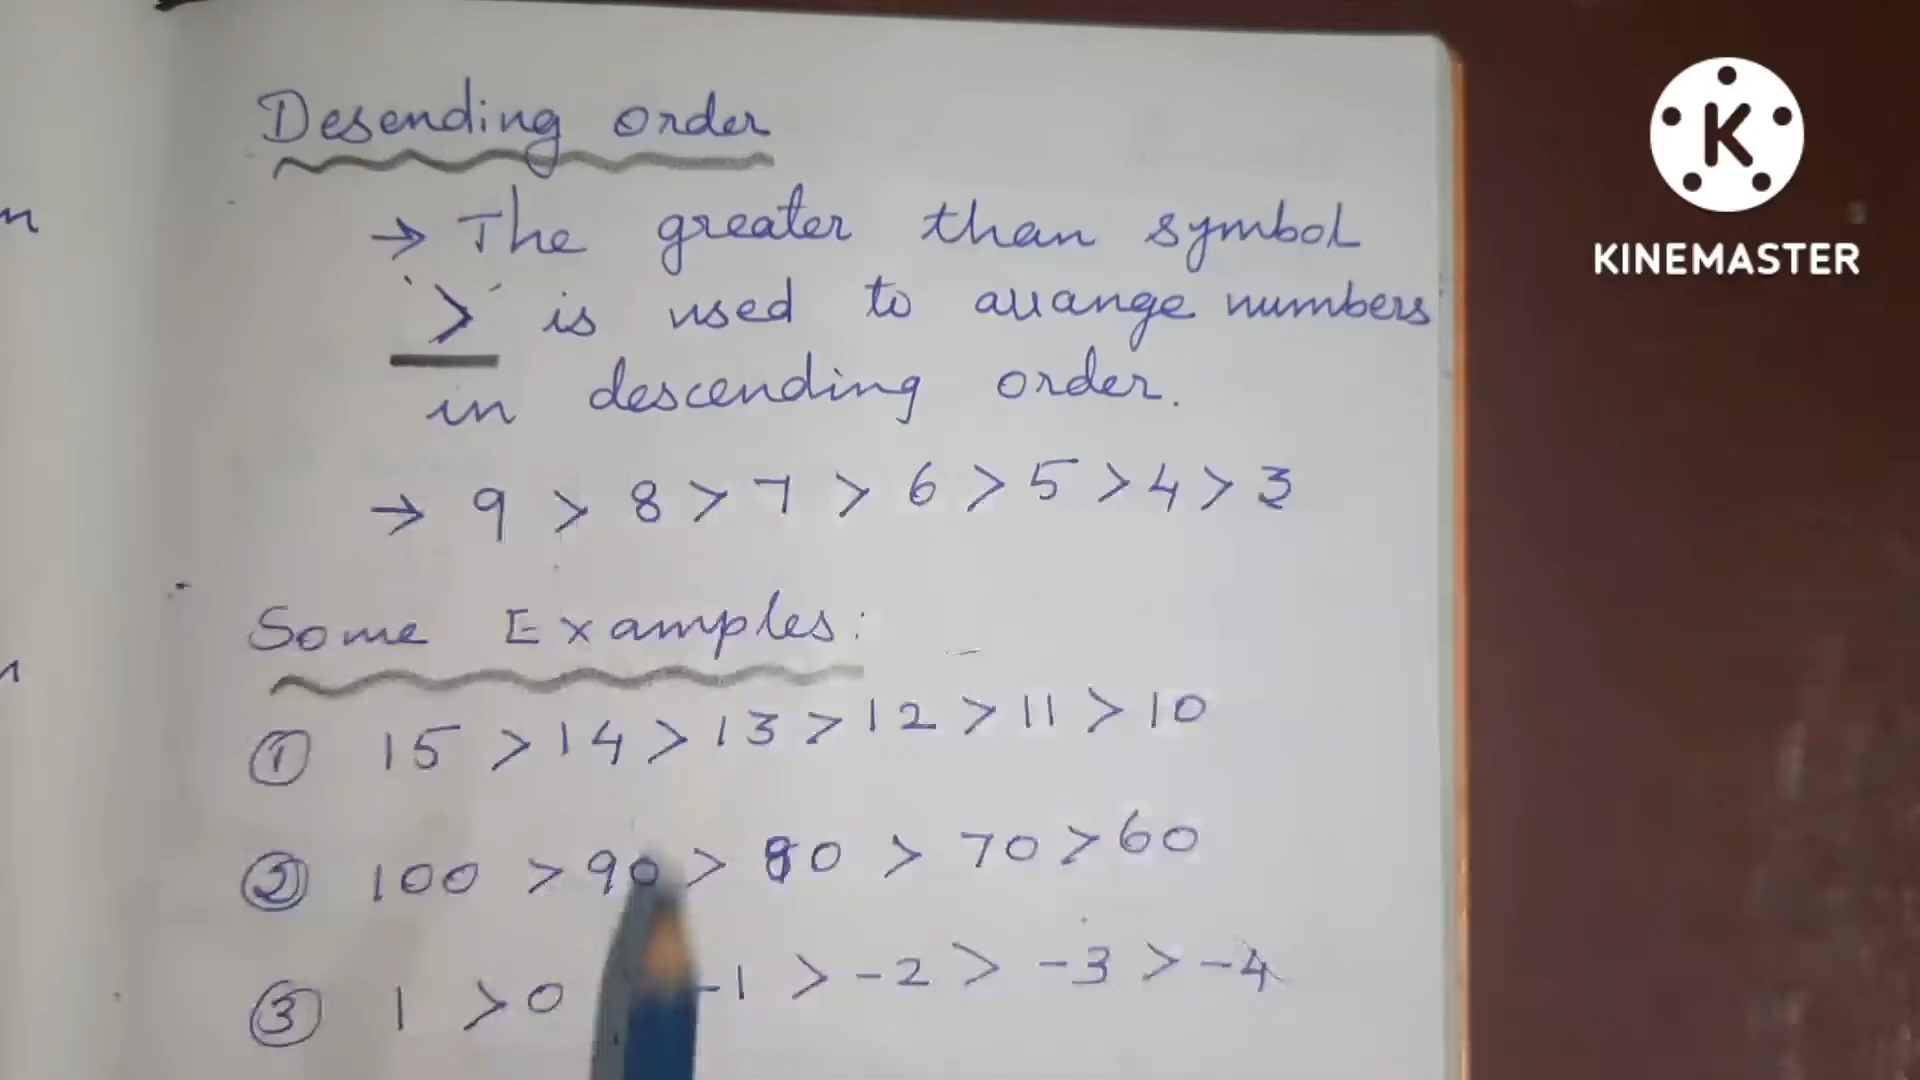 Desending order
→ The greater than symbol
'>' is used to arrange numbers
in descending order.
→ 9 > 8 > 7 > 6 > 5 > 4 > 3
Some Examples:
① 15 > 14 > 13 > 12 > 11 > 10
② 100 > 90 > 80 > 70 > 60
③ 1 > 0 -1 > -2 > -3 > -4
K
KINEMASTER